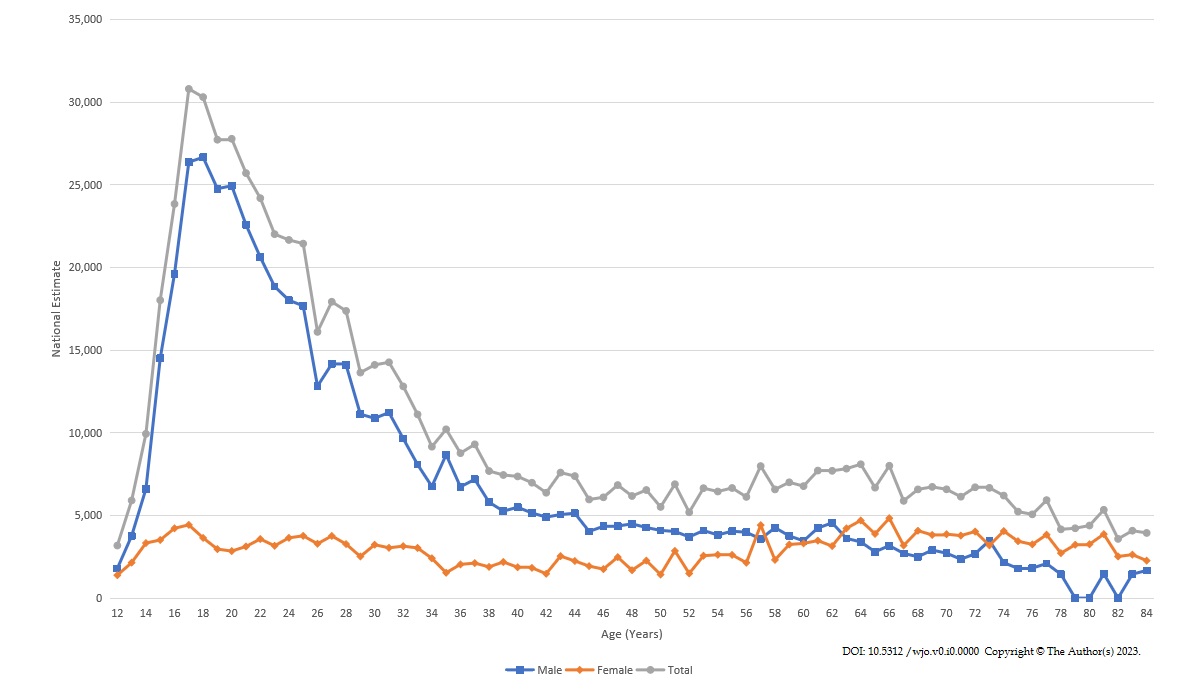 35,000
30,000
25,000
20,000
15,000
10,000
5,000
0
National Estimate
12 14 16 18 20 22 24 26 28 30 32 34 36 38 40 42 44 46 48 50 52 54 56 58 60 62 64 66 68 70 72 74 76 78 80 82 84
Age (Years)
DOI: 10.5312 /wjo.v0.i0.0000 Copyright © The Author(s) 2023.
Male Female Total